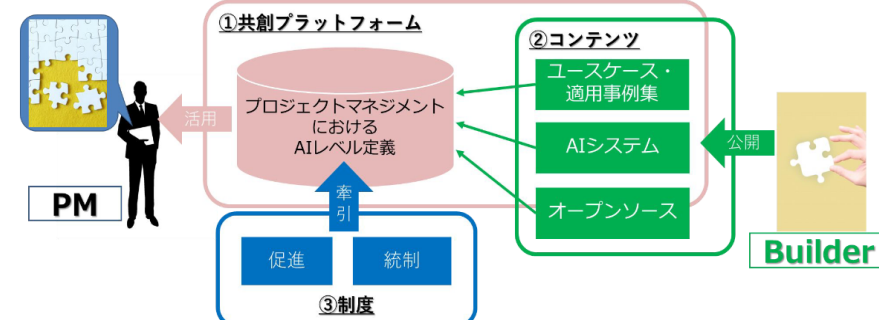 ①共創プラットフォーム
②コンテンツ
ユースケース・
適用事例集
プロジェクトマネジメント
における
AIレベル定義
活用
AIシステム
公開
オープンソース
PM
牽
引
Builder
促進
統制
③制度